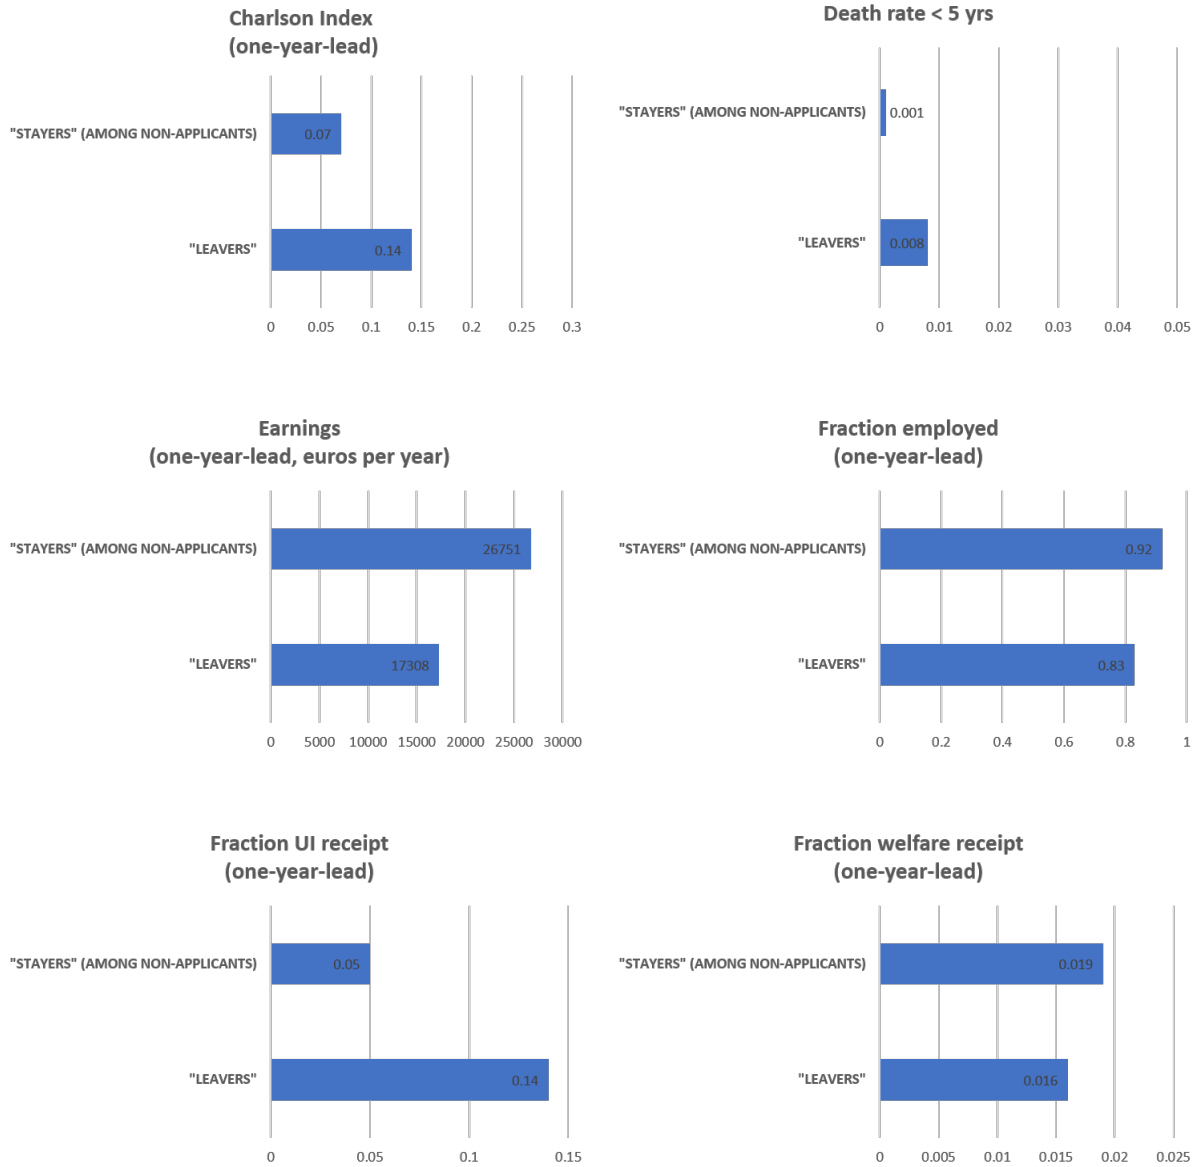 Charlson Index
(one-year-lead)
"STAYERS" (AMONG NON-APPLICANTS)
0.07
"LEAVERS"
0.14
0 0.05 0.1 0.15 0.2 0.25 0.3
Death rate < 5 yrs
"STAYERS" (AMONG NON-APPLICANTS)
0.001
"LEAVERS"
0.008
0 0.01 0.02 0.03 0.04 0.05
Earnings
(one-year-lead, euros per year)
"STAYERS" (AMONG NON-APPLICANTS)
26751
"LEAVERS"
17308
0 5000 10000 15000 20000 25000 30000
Fraction employed
(one-year-lead)
"STAYERS" (AMONG NON-APPLICANTS)
0.92
"LEAVERS"
0.83
0 0.2 0.4 0.6 0.8 1
Fraction UI receipt
(one-year-lead)
"STAYERS" (AMONG NON-APPLICANTS)
0.05
"LEAVERS"
0.14
0 0.05 0.1 0.15
Fraction welfare receipt
(one-year-lead)
"STAYERS" (AMONG NON-APPLICANTS)
0.019
"LEAVERS"
0.016
0 0.005 0.01 0.015 0.02 0.025